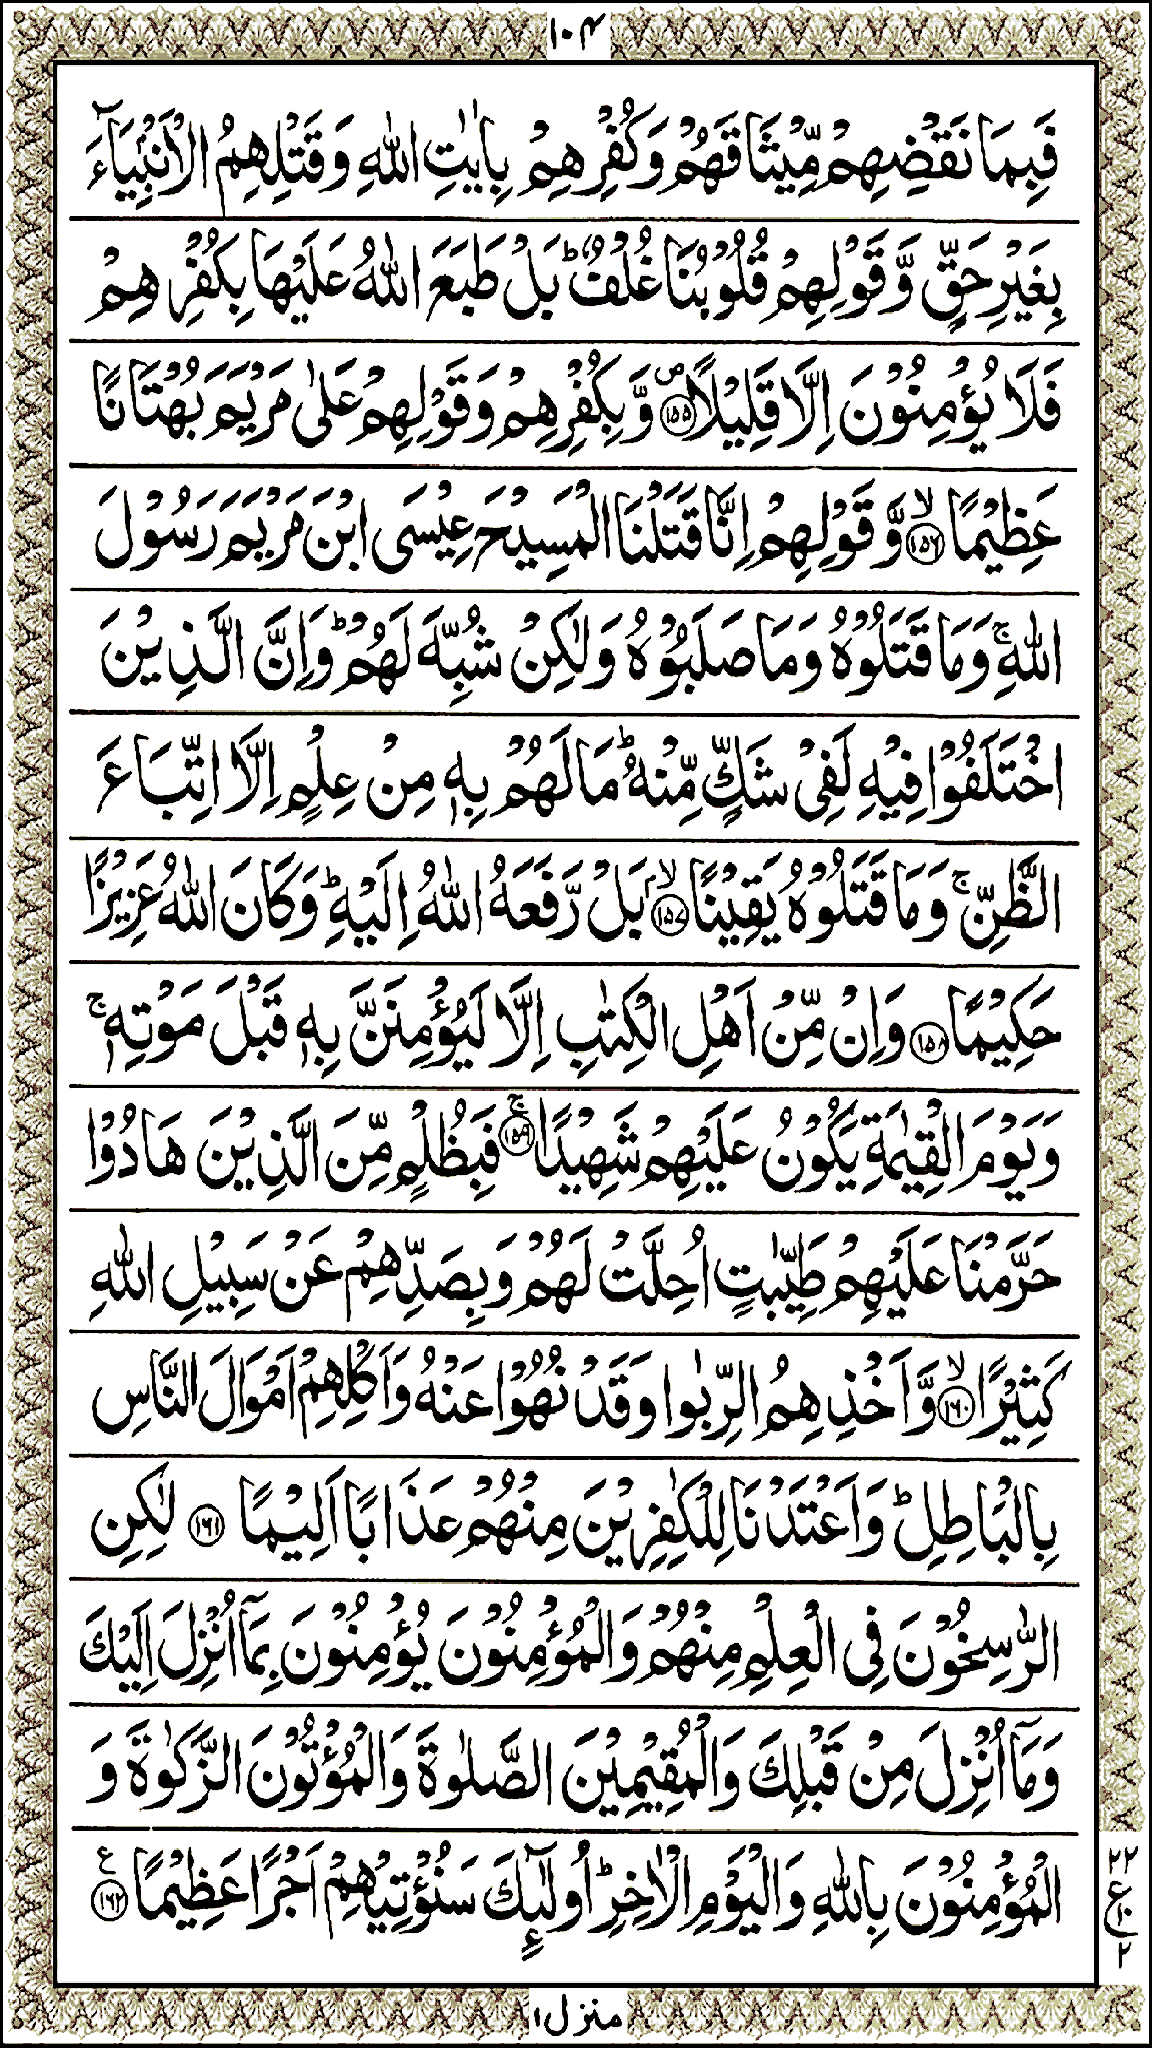 ۱۰۴
فَبِمَا نَقْضِهِمْ مِّيْثَاقَهُمْ وَكُفْرِهِمْ بِاٰيٰتِ اللّٰهِ وَقَتْلِهِمُ الْاَنْۢبِيَآءَ
بِغَيْرِ حَقٍّ وَّقَوْلِهِمْ قُلُوْبُنَا غُلْفٌ ؕ بَلْ طَبَعَ اللّٰهُ عَلَيْهَا بِكُفْرِهِمْ
فَلَا يُؤْمِنُوْنَ اِلَّا قَلِيْلًا ۪﴿۱۵۵﴾ وَّبِكُفْرِهِمْ وَقَوْلِهِمْ عَلٰى مَرْيَمَ بُهْتَانًا
عَظِيْمًا ۙ﴿۱۵۶﴾ وَّقَوْلِهِمْ اِنَّا قَتَلْنَا الْمَسِيْحَ عِيْسَى ابْنَ مَرْيَمَ رَسُوْلَ
اللّٰهِ ۚ وَمَا قَتَلُوْهُ وَمَا صَلَبُوْهُ وَلٰكِنْ شُبِّهَ لَهُمْ ؕ وَاِنَّ الَّذِيْنَ
اخْتَلَفُوْا فِيْهِ لَفِيْ شَكٍّ مِّنْهُ ؕ مَا لَهُمْ بِهٖ مِنْ عِلْمٍ اِلَّا اتِّبَاعَ
الظَّنِّ ۚ وَمَا قَتَلُوْهُ يَقِيْنًۢا ۙ﴿۱۵۷﴾ بَلْ رَّفَعَهُ اللّٰهُ اِلَيْهِ ؕ وَكَانَ اللّٰهُ عَزِيْزًا
حَكِيْمًا ﴿۱۵۸﴾ وَاِنْ مِّنْ اَهْلِ الْكِتٰبِ اِلَّا لَيُؤْمِنَنَّ بِهٖ قَبْلَ مَوْتِهٖ ۚ
وَيَوْمَ الْقِيٰمَةِ يَكُوْنُ عَلَيْهِمْ شَهِيْدًا ۚ﴿۱۵۹﴾ فَبِظُلْمٍ مِّنَ الَّذِيْنَ هَادُوْا
حَرَّمْنَا عَلَيْهِمْ طَيِّبٰتٍ اُحِلَّتْ لَهُمْ وَبِصَدِّهِمْ عَنْ سَبِيْلِ اللّٰهِ
كَثِيْرًا ۙ﴿۱۶۰﴾ وَّاَخْذِهِمُ الرِّبٰوا وَقَدْ نُهُوْا عَنْهُ وَاَكْلِهِمْ اَمْوَالَ النَّاسِ
بِالْبَاطِلِ ؕ وَاَعْتَدْنَا لِلْكٰفِرِيْنَ مِنْهُمْ عَذَابًا اَلِيْمًا ﴿۱۶۱﴾ لٰكِنِ
الرّٰسِخُوْنَ فِى الْعِلْمِ مِنْهُمْ وَالْمُؤْمِنُوْنَ يُؤْمِنُوْنَ بِمَاۤ اُنْزِلَ اِلَيْكَ
وَمَاۤ اُنْزِلَ مِنْ قَبْلِكَ وَالْمُقِيْمِيْنَ الصَّلٰوةَ وَالْمُؤْتُوْنَ الزَّكٰوةَ وَ
الْمُؤْمِنُوْنَ بِاللّٰهِ وَالْيَوْمِ الْاٰخِرِ ؕ اُولٰٓئِكَ سَنُؤْتِيْهِمْ اَجْرًا عَظِيْمًا ﴿۱۶۲﴾ ع
۲۲
ع
۱۰
۲
منزل ۱